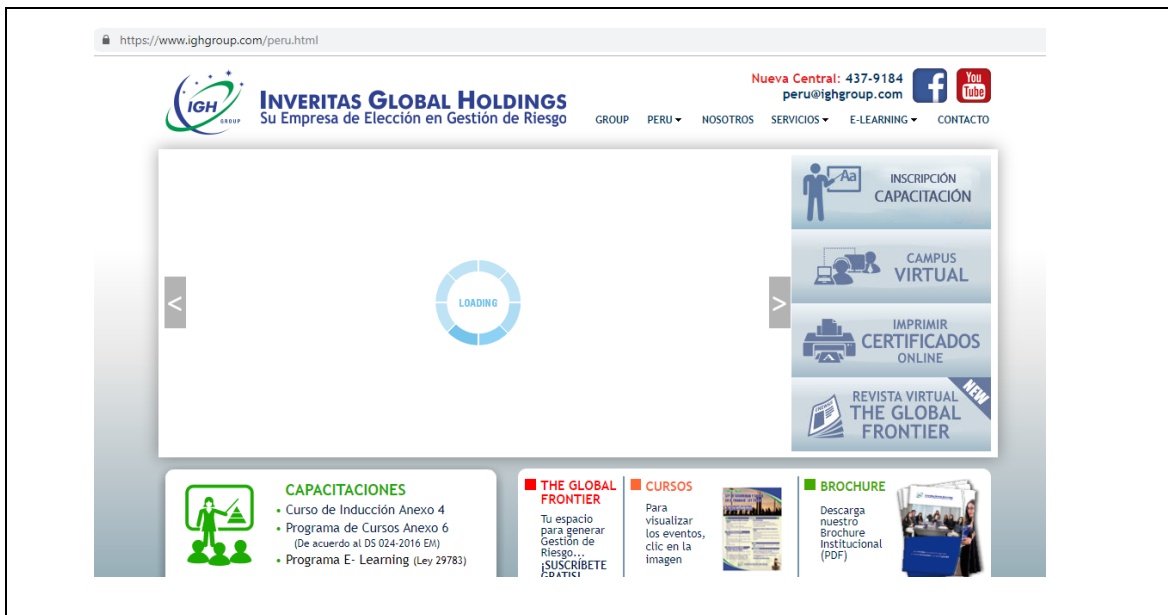 https://www.ighgroup.com/peru.html
IGH
GROUP
INVERITAS GLOBAL HOLDINGS
Su Empresa de Elección en Gestión de Riesgo
Nueva Central: 437-9184
peru@ighgroup.com
You
Tube
GROUP PERU NOSOTROS SERVICIOS E-LEARNING CONTACTO
<
LOADING
>
Aa
INSCRIPCIÓN
CAPACITACIÓN
CAMPUS
VIRTUAL
IMPRIMIR
CERTIFICADOS
ONLINE
NEW
REVISTA VIRTUAL
THE GLOBAL
FRONTIER
CAPACITACIONES
• Curso de Inducción Anexo 4
• Programa de Cursos Anexo 6
(De acuerdo al DS 024-2016 EM)
• Programa E- Learning (Ley 29783)
THE GLOBAL
FRONTIER
Tu espacio
para generar
Gestión de
Riesgo...
¡SUSCRÍBETE
GRATIS!
CURSOS
Para
visualizar
los eventos,
clic en la
imagen
BROCHURE
Descarga
nuestro
Brochure
Institucional
(PDF)